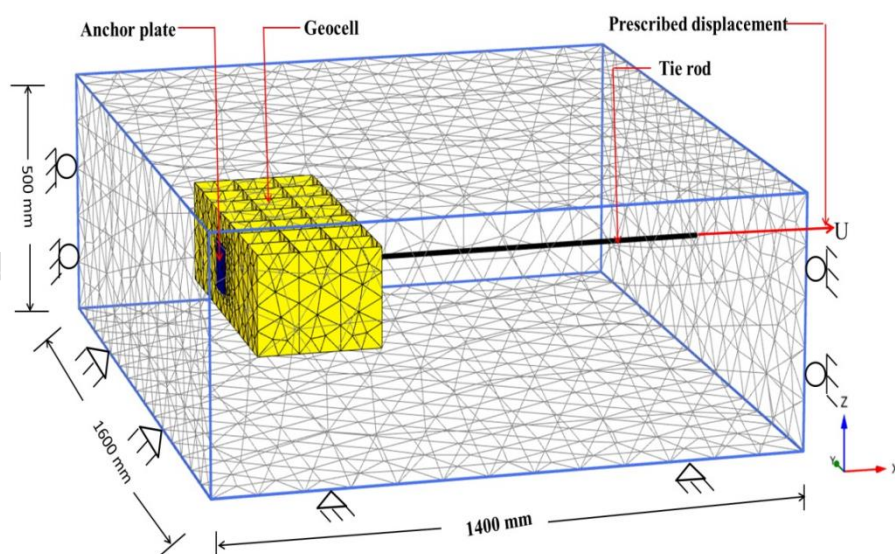 Anchor plate
Geocell
Prescribed displacement
Tie rod
U
500 mm
1600 mm
1400 mm
Z
Y
X